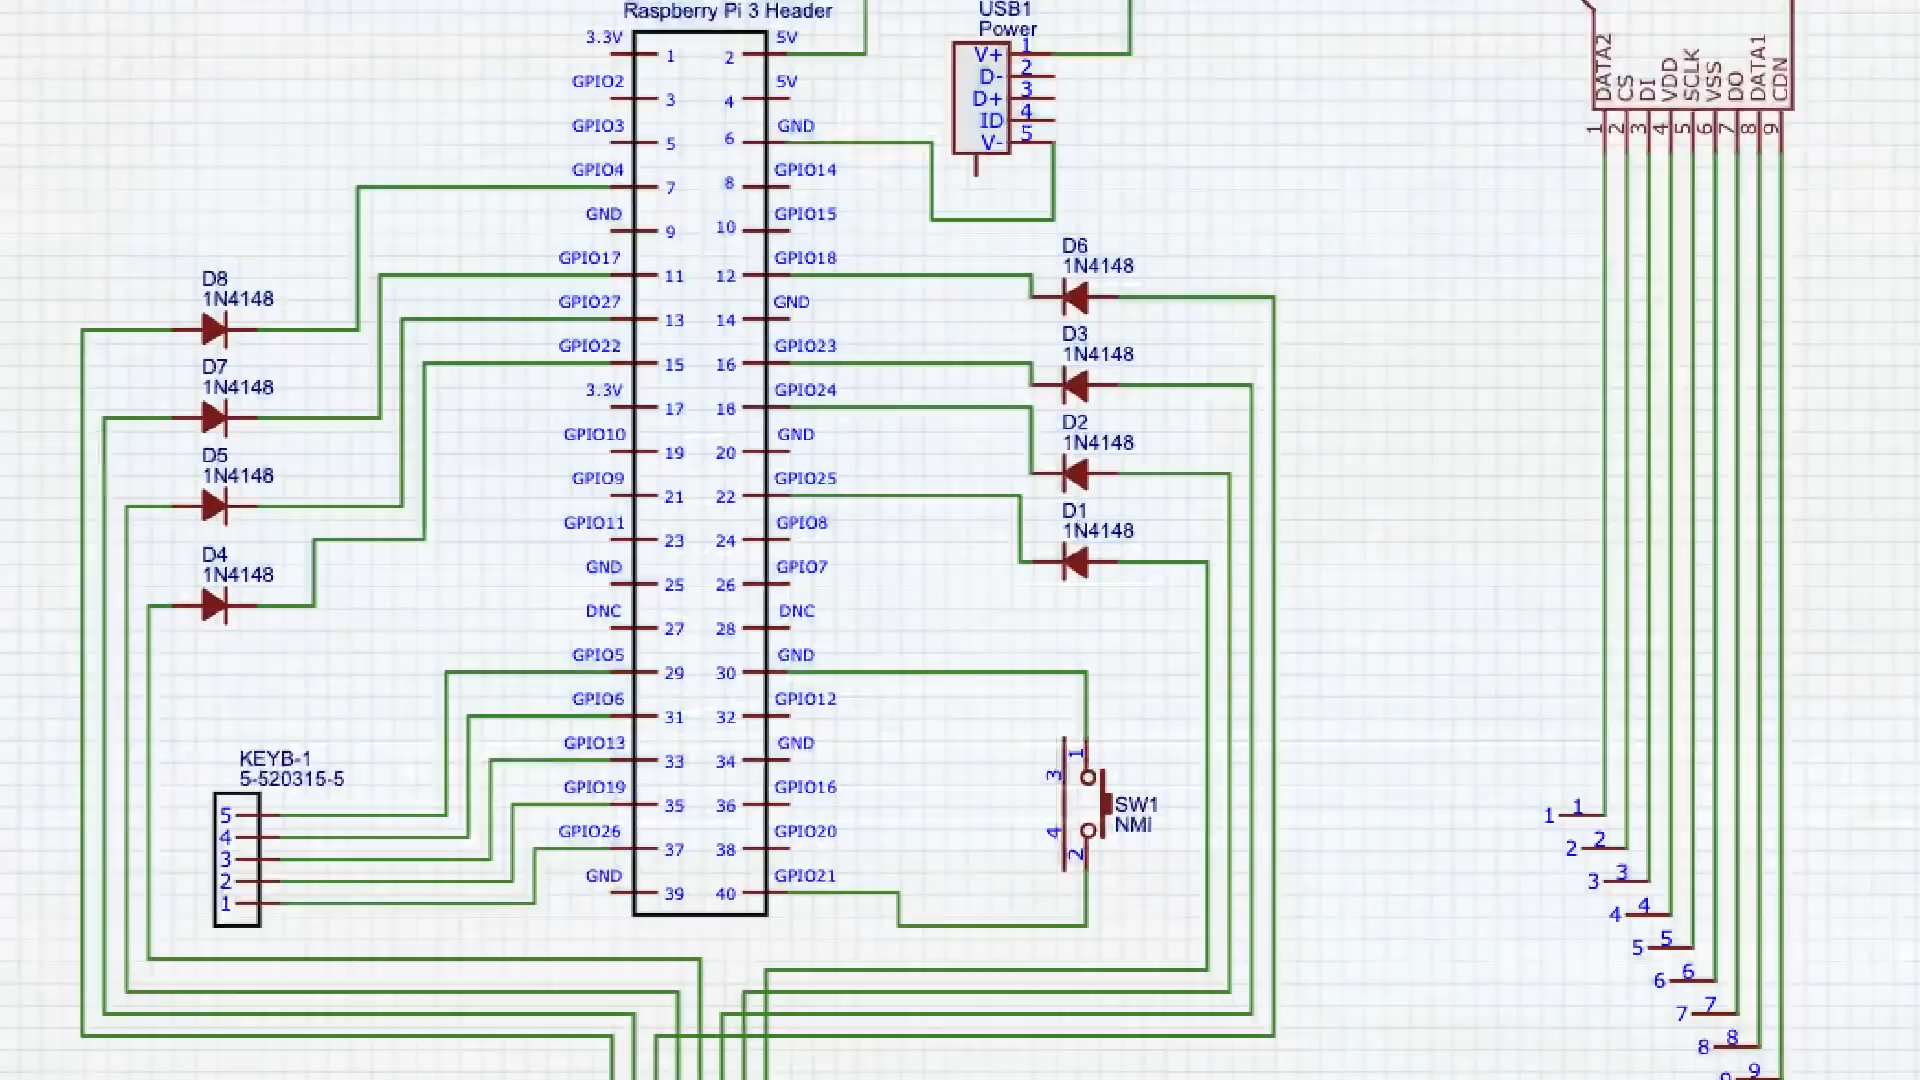 Raspberry Pi 3 Header
3.3V 1 2 5V
GPIO2 3 4 5V
GPIO3 5 6 GND
GPIO4 7 8 GPIO14
GND 9 10 GPIO15
GPIO17 11 12 GPIO18
GPIO27 13 14 GND
GPIO22 15 16 GPIO23
3.3V 17 18 GPIO24
GPIO10 19 20 GND
GPIO9 21 22 GPIO25
GPIO11 23 24 GPIO8
GND 25 26 GPIO7
DNC 27 28 DNC
GPIO5 29 30 GND
GPIO6 31 32 GPIO12
GPIO13 33 34 GND
GPIO19 35 36 GPIO16
GPIO26 37 38 GPIO20
GND 39 40 GPIO21
USB1
Power
V+ 1
D- 2
D+ 3
ID 4
V- 5
D8
1N4148
D7
1N4148
D5
1N4148
D4
1N4148
D6
1N4148
D3
1N4148
D2
1N4148
D1
1N4148
KEYB-1
5-520315-5
5
4
3
2
1
3 1
4 2
SW1
NMI
DATA2
CS
DI
VDD
SCLK
VSS
DO
DATA1
CDN
1 2 3 4 5 6 7 8 9
1 1
2 2
3 3
4 4
5 5
6 6
7 7
8 8
9